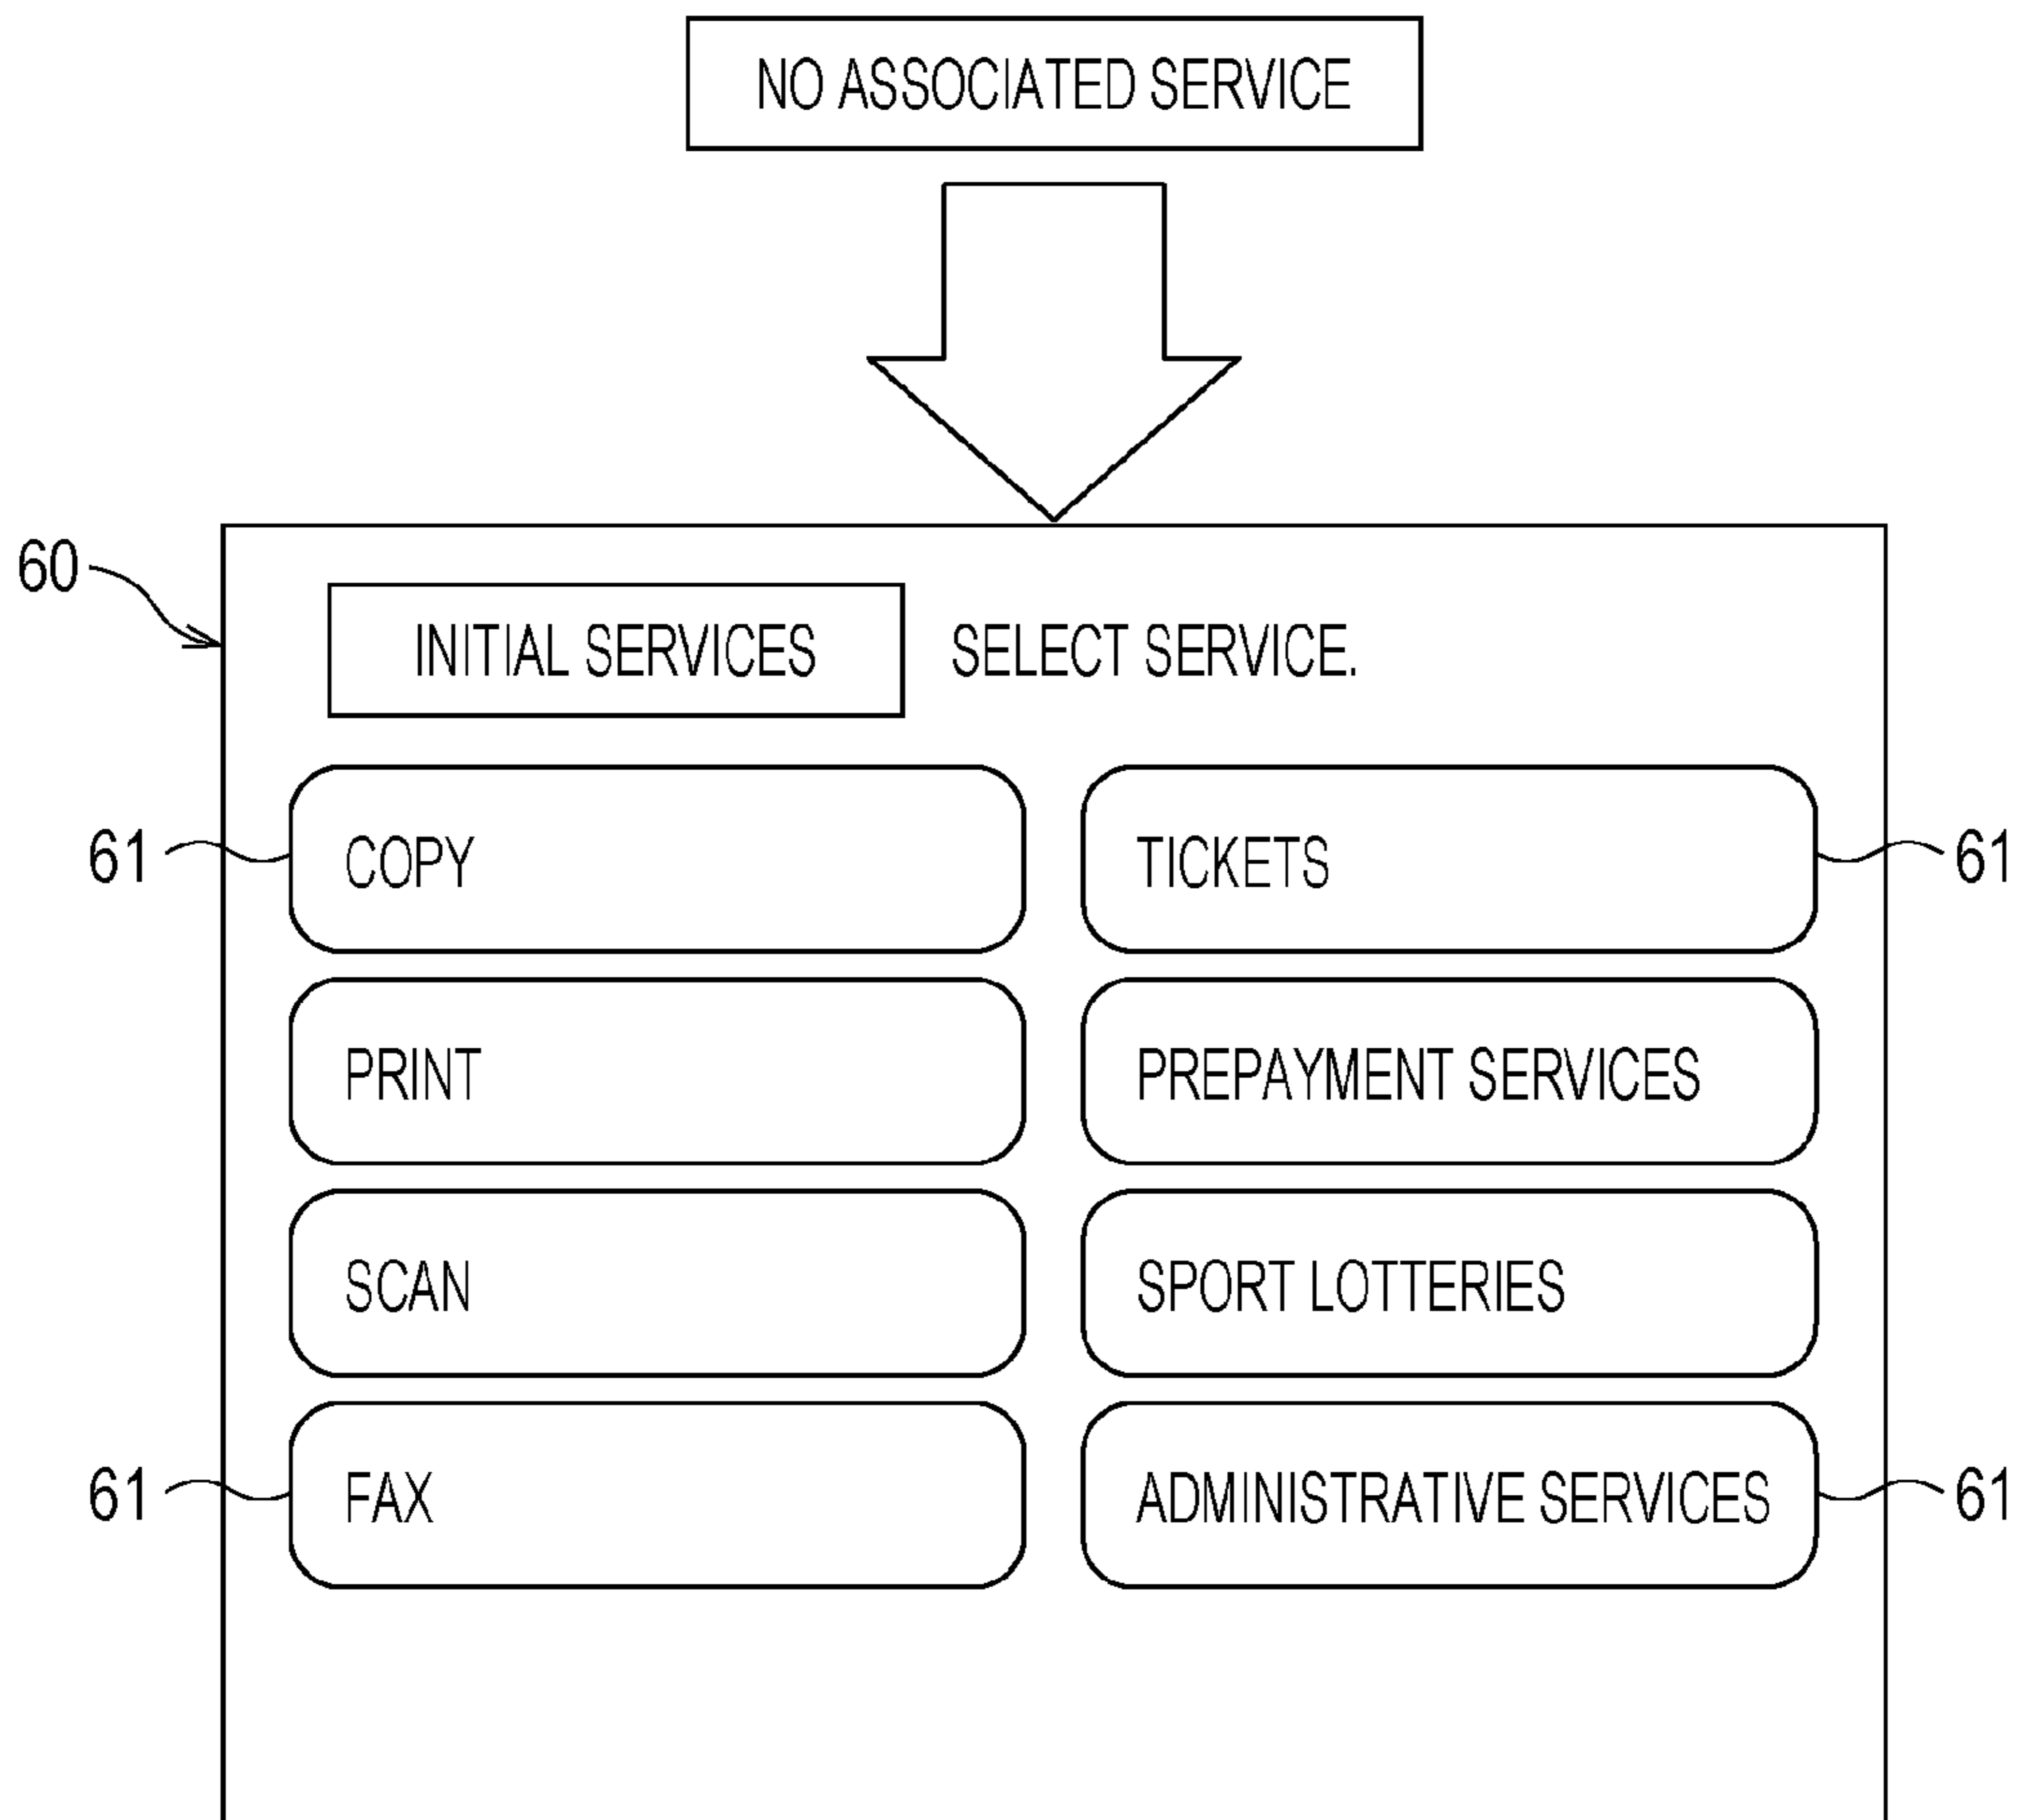 NO ASSOCIATED SERVICE
60
INITIAL SERVICES SELECT SERVICE.
61 COPY TICKETS 61
PRINT PREPAYMENT SERVICES
SCAN SPORT LOTTERIES
61 FAX ADMINISTRATIVE SERVICES 61